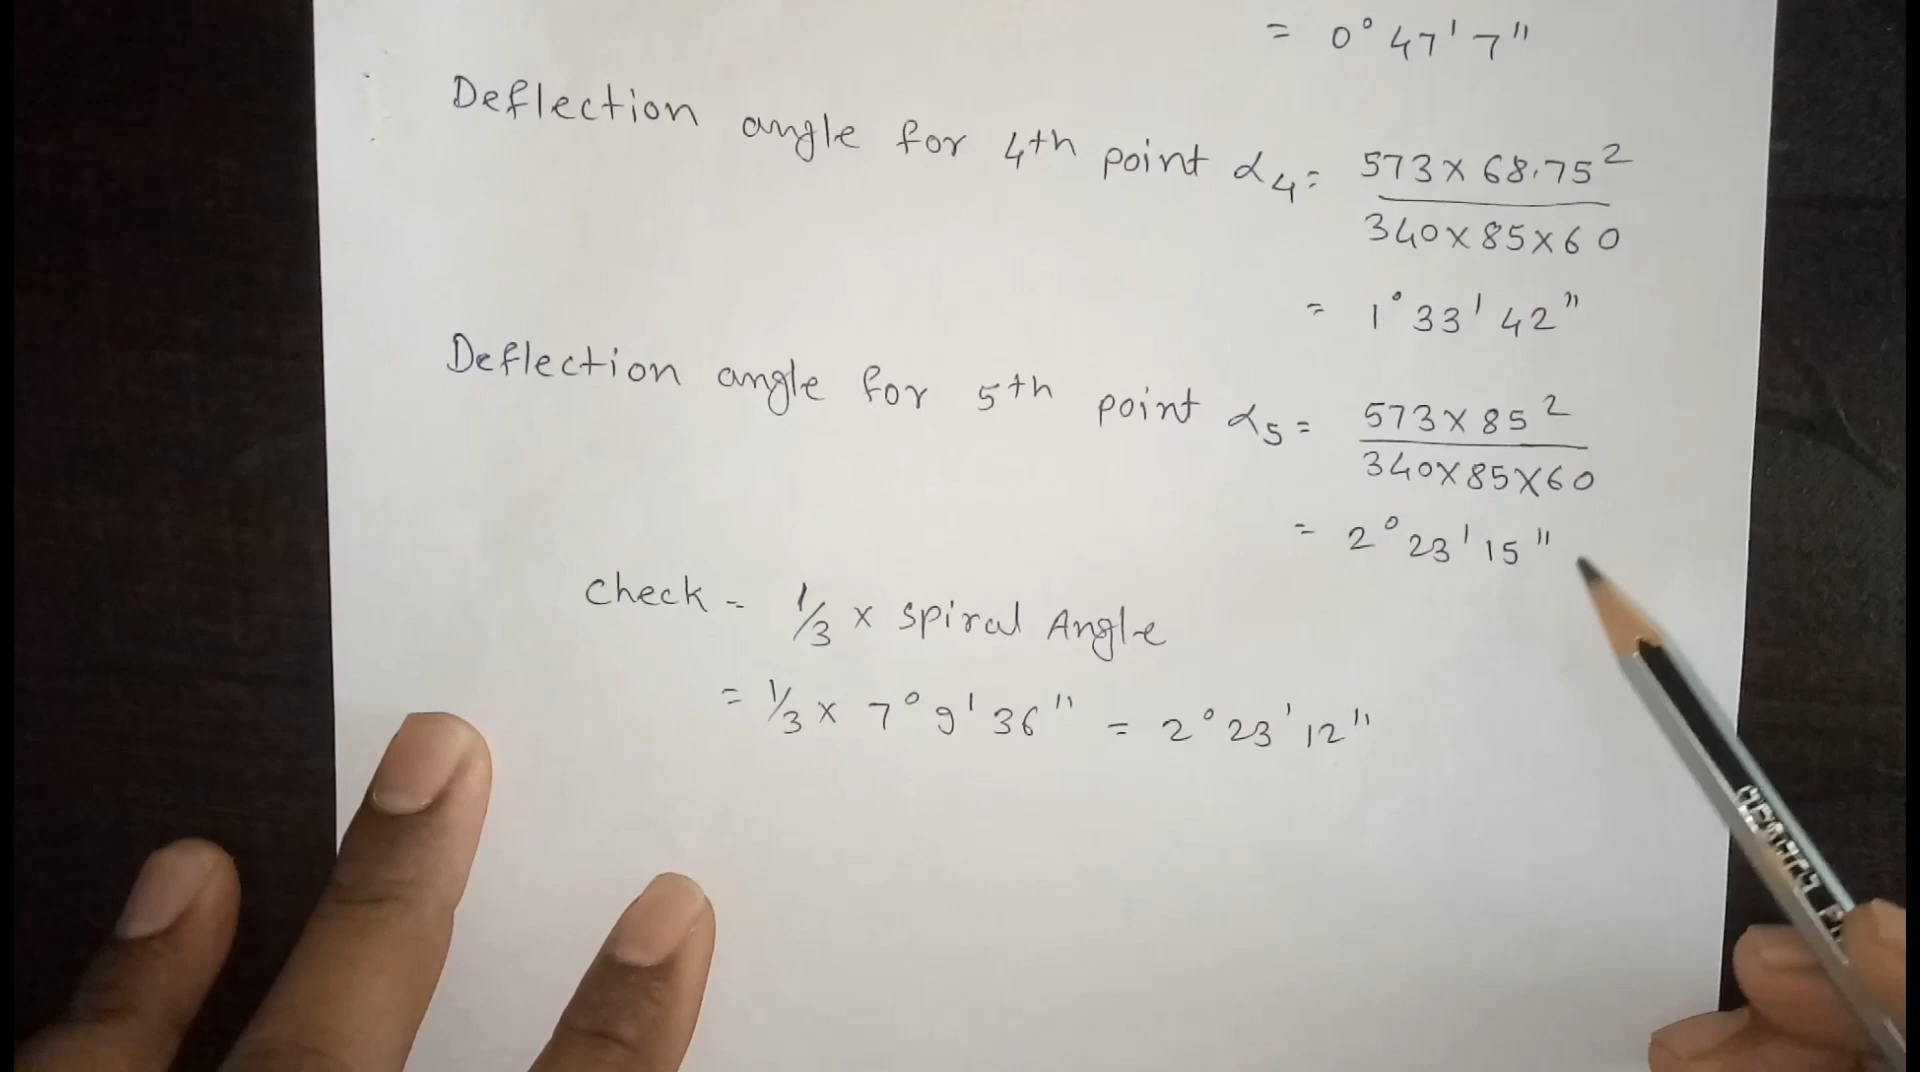 = 0° 47' 7"
Deflection angle for 4th point α4 = 573 x 68.75²
340 x 85 x 60
= 1° 33' 42"
Deflection angle for 5th point α5 = 573 x 85²
340 x 85 x 60
= 2° 23' 15"
check = 1/3 x spiral Angle
= 1/3 x 7° 9' 36" = 2° 23' 12"